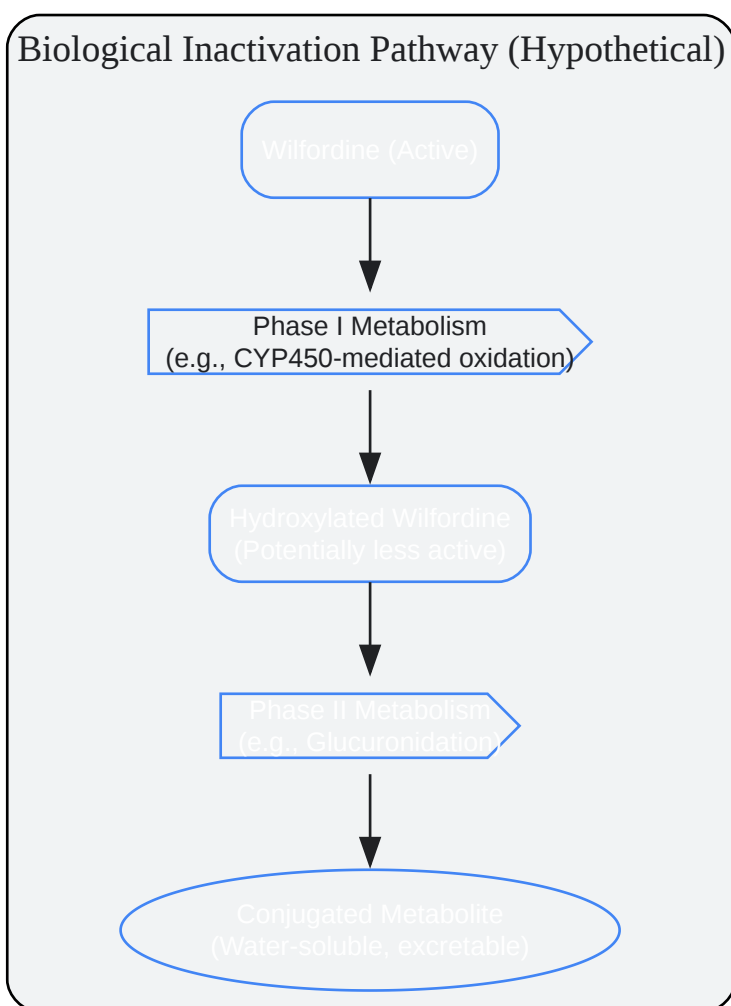 Biological Inactivation Pathway (Hypothetical)
Wilfordine (Active)
Phase I Metabolism
(e.g., CYP450-mediated oxidation)
Hydroxylated Wilfordine
(Potentially less active)
Phase II Metabolism
(e.g., Glucuronidation)
Conjugated Metabolite
(Water-soluble, excretable)